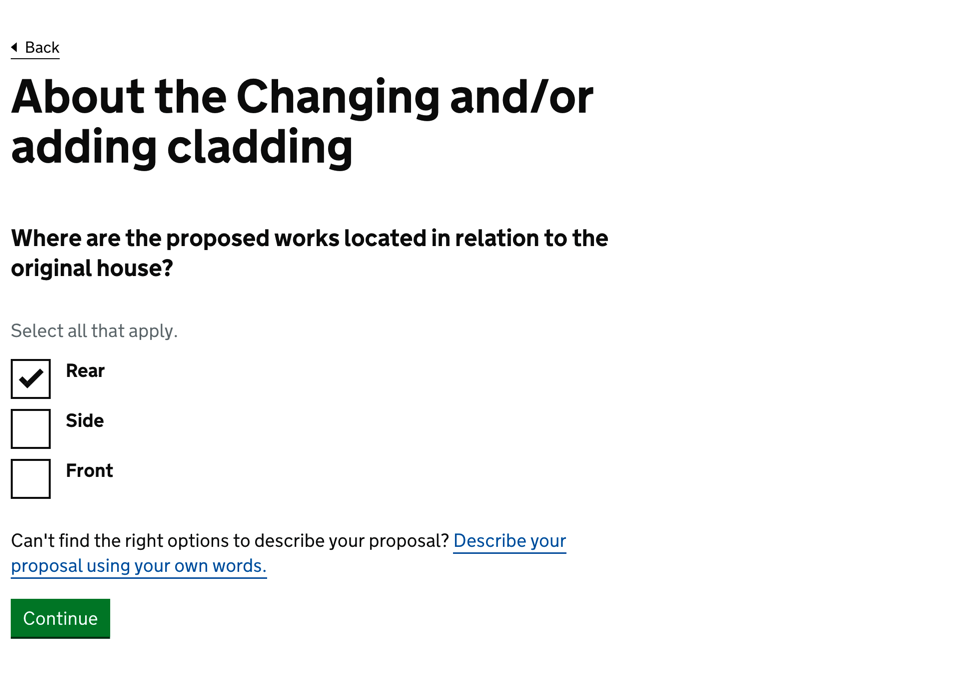 Back
About the Changing and/or
adding cladding
Where are the proposed works located in relation to the
original house?
Select all that apply.
Rear
Side
Front
Can't find the right options to describe your proposal? Describe your
proposal using your own words.
Continue